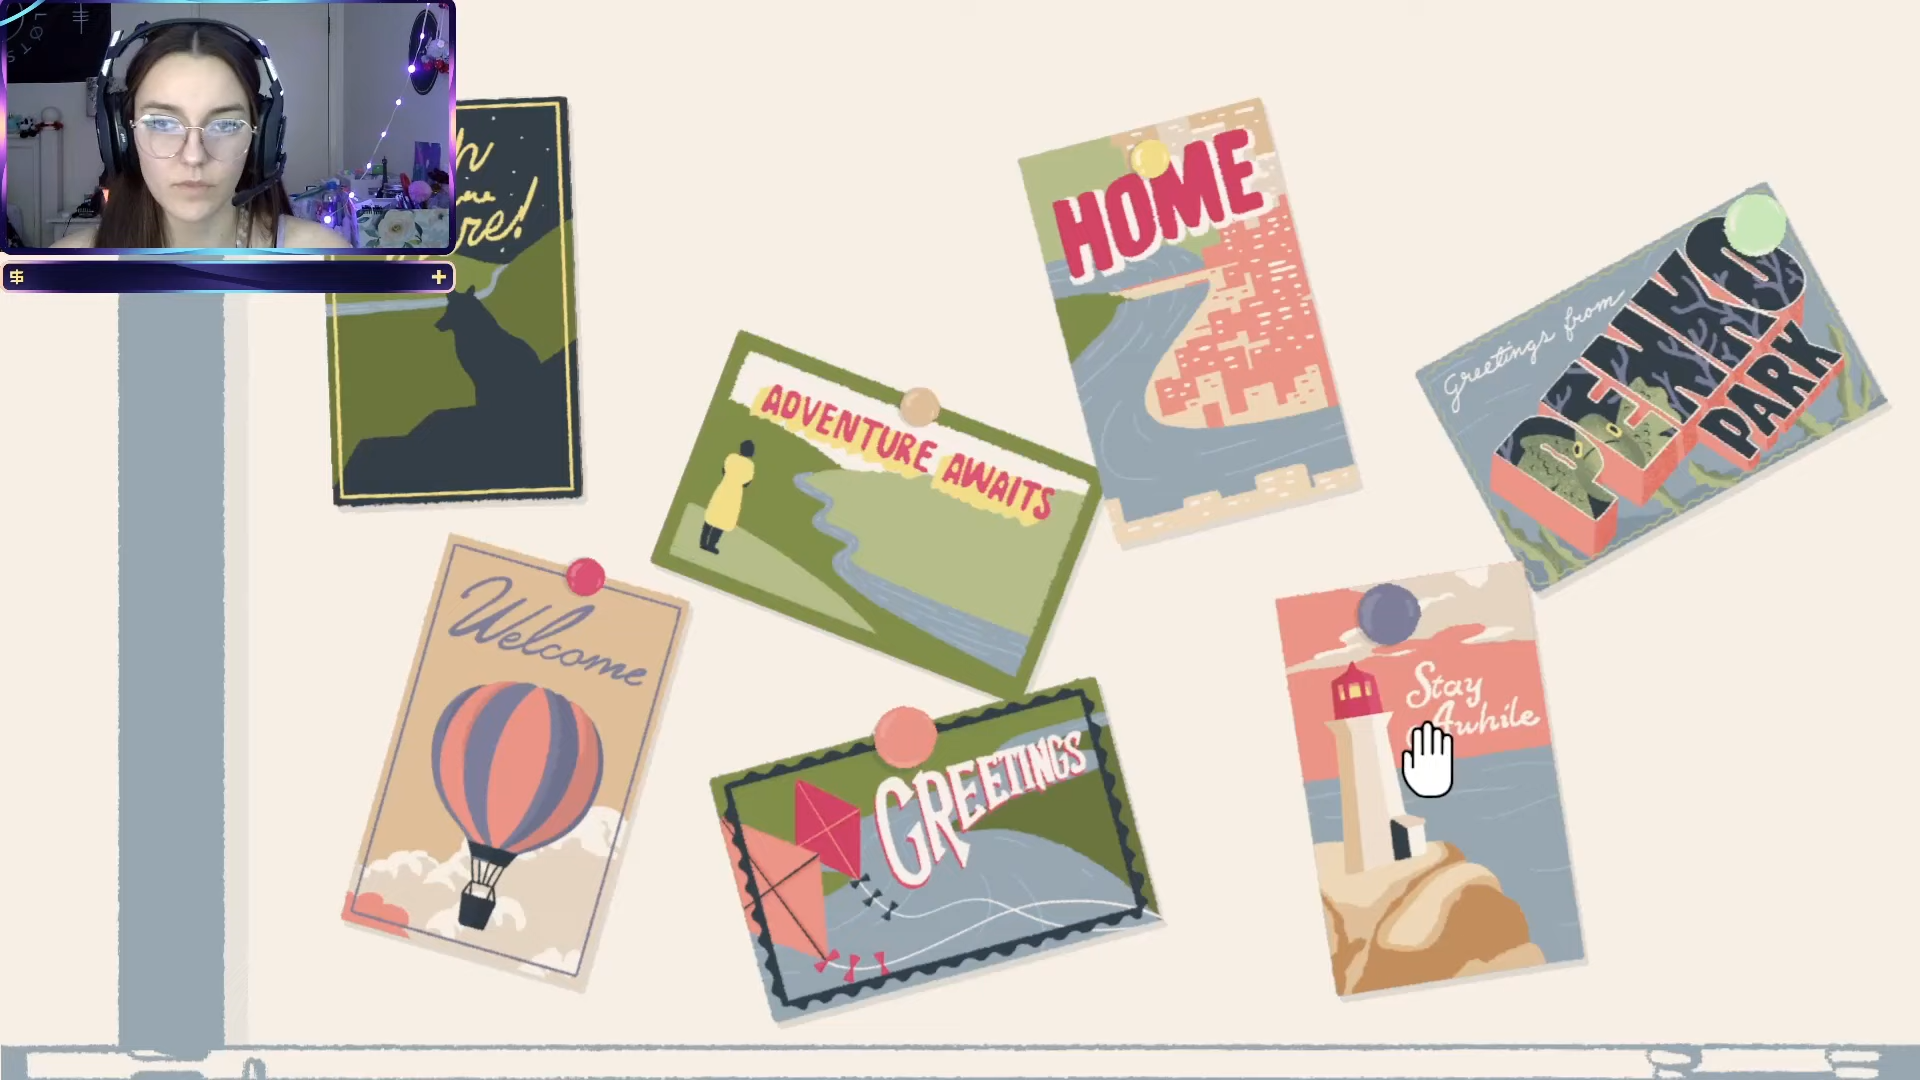 HOME
Greetings from
PENKO
PARK
ADVENTURE AWAITS
Welcome
Stay
Awhile
GREETINGS